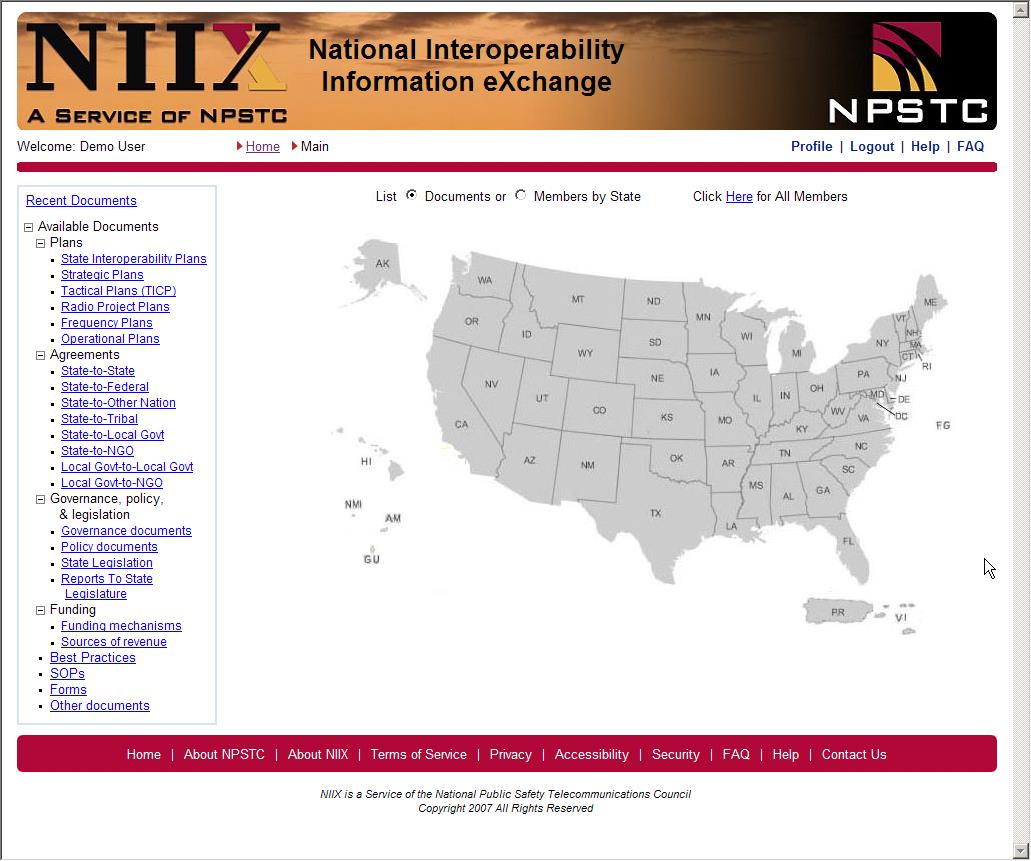 NIIX
A SERVICE OF NPSTC
National Interoperability
Information eXchange
NPSTC
Welcome: Demo User
Home Main
Profile | Logout | Help | FAQ
Recent Documents
Available Documents
Plans
State Interoperability Plans
Strategic Plans
Tactical Plans (TICP)
Radio Project Plans
Frequency Plans
Operational Plans
Agreements
State-to-State
State-to-Federal
State-to-Other Nation
State-to-Tribal
State-to-Local Govt
State-to-NGO
Local Govt-to-Local Govt
Local Govt-to-NGO
Governance, policy,
& legislation
Governance documents
Policy documents
State Legislation
Reports To State
Legislature
Funding
Funding mechanisms
Sources of revenue
Best Practices
SOPs
Forms
Other documents
List Documents or Members by State
Click Here for All Members
AK
WA
MT
ND
MN
ME
OR
ID
SD
WI
VT
NH
WY
MI
NY
MA
CT
RI
NV
NE
IA
PA
NJ
UT
CO
IL
IN
OH
MD
DE
CA
KS
MO
WV
VA
DC
KY
FG
AZ
NM
OK
AR
TN
NC
HI
MS
AL
GA
SC
NMI
AM
TX
LA
FL
GU
PR
VI
Home | About NPSTC | About NIIX | Terms of Service | Privacy | Accessibility | Security | FAQ | Help | Contact Us
NIIX is a Service of the National Public Safety Telecommunications Council
Copyright 2007 All Rights Reserved